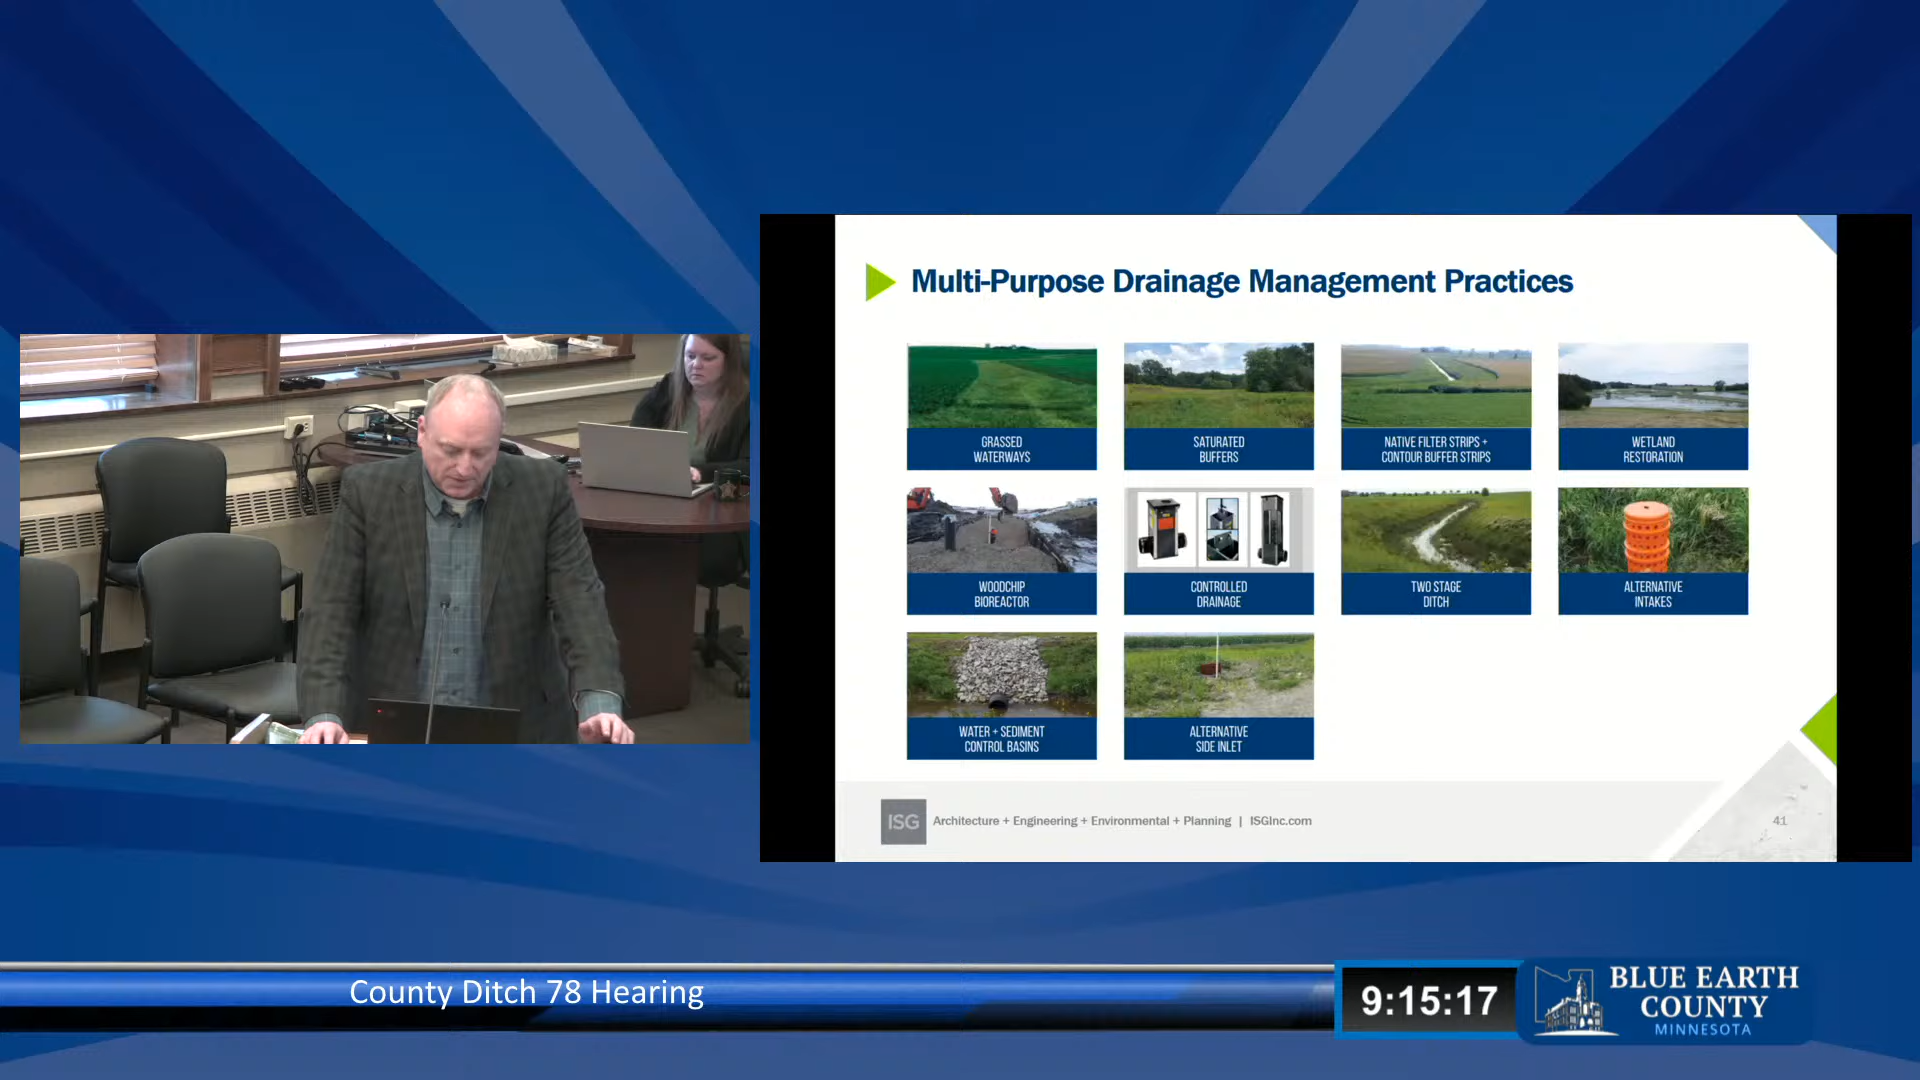 Multi-Purpose Drainage Management Practices
GRASSED
WATERWAYS
SATURATED
BUFFERS
NATIVE FILTER STRIPS +
CONTOUR BUFFER STRIPS
WETLAND
RESTORATION
WOODCHIP
BIOREACTOR
CONTROLLED
DRAINAGE
TWO STAGE
DITCH
ALTERNATIVE
INTAKES
WATER + SEDIMENT
CONTROL BASINS
ALTERNATIVE
SIDE INLET
ISG
Architecture + Engineering + Environmental + Planning | ISGInc.com
41
County Ditch 78 Hearing
9:15:17
BLUE EARTH
COUNTY
MINNESOTA